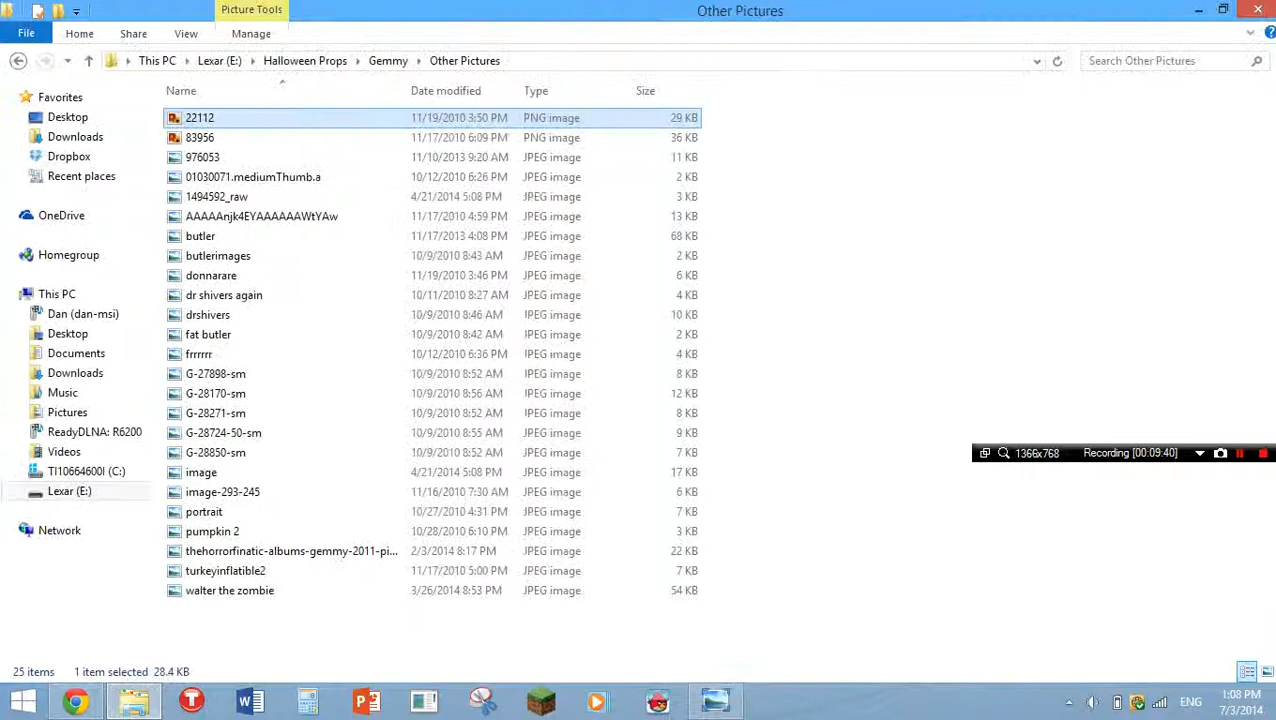 Picture Tools
Other Pictures
File Home Share View Manage
This PC Lexar (E:) Halloween Props Gemmy Other Pictures
Search Other Pictures
Name Date modified Type Size
Favorites
Desktop
Downloads
Dropbox
Recent places
OneDrive
Homegroup
This PC
Dan (dan-msi)
Desktop
Documents
Downloads
Music
Pictures
ReadyDLNA: R6200
Videos
TI10664600I (C:)
Lexar (E:)
Network
22112 11/19/2010 3:50 PM PNG image 29 KB
83956 11/17/2010 6:09 PM PNG image 36 KB
976053 11/10/2013 9:20 AM JPEG image 11 KB
01030071.mediumThumb.a 10/12/2010 6:26 PM JPEG image 2 KB
1494592_raw 4/21/2014 5:08 PM JPEG image 3 KB
AAAAAnjk4EYAAAAAAWtYAw 11/17/2010 4:59 PM JPEG image 13 KB
butler 11/17/2013 4:08 PM JPEG image 68 KB
butlerimages 10/9/2010 8:43 AM JPEG image 2 KB
donnarare 11/19/2010 3:46 PM JPEG image 6 KB
dr shivers again 10/11/2010 8:27 AM JPEG image 4 KB
drshivers 10/9/2010 8:46 AM JPEG image 10 KB
fat butler 10/9/2010 8:42 AM JPEG image 2 KB
frrrrrr 10/12/2010 6:36 PM JPEG image 4 KB
G-27898-sm 10/9/2010 8:52 AM JPEG image 8 KB
G-28170-sm 10/9/2010 8:56 AM JPEG image 12 KB
G-28271-sm 10/9/2010 8:52 AM JPEG image 8 KB
G-28724-50-sm 10/9/2010 8:55 AM JPEG image 9 KB
G-28850-sm 10/9/2010 8:52 AM JPEG image 7 KB
image 4/21/2014 5:08 PM JPEG image 17 KB
image-293-245 11/16/2010 7:30 AM JPEG image 6 KB
portrait 10/27/2010 4:31 PM JPEG image 7 KB
pumpkin 2 10/28/2010 6:10 PM JPEG image 3 KB
thehorrorfinatic-albums-gemmy-2011-pi... 2/3/2014 8:17 PM JPEG image 22 KB
turkeyinflatible2 11/17/2010 5:00 PM JPEG image 7 KB
walter the zombie 3/26/2014 8:53 PM JPEG image 54 KB
1366x768 Recording [00:09:40]
25 items 1 item selected 28.4 KB
ENG
1:08 PM
7/3/2014